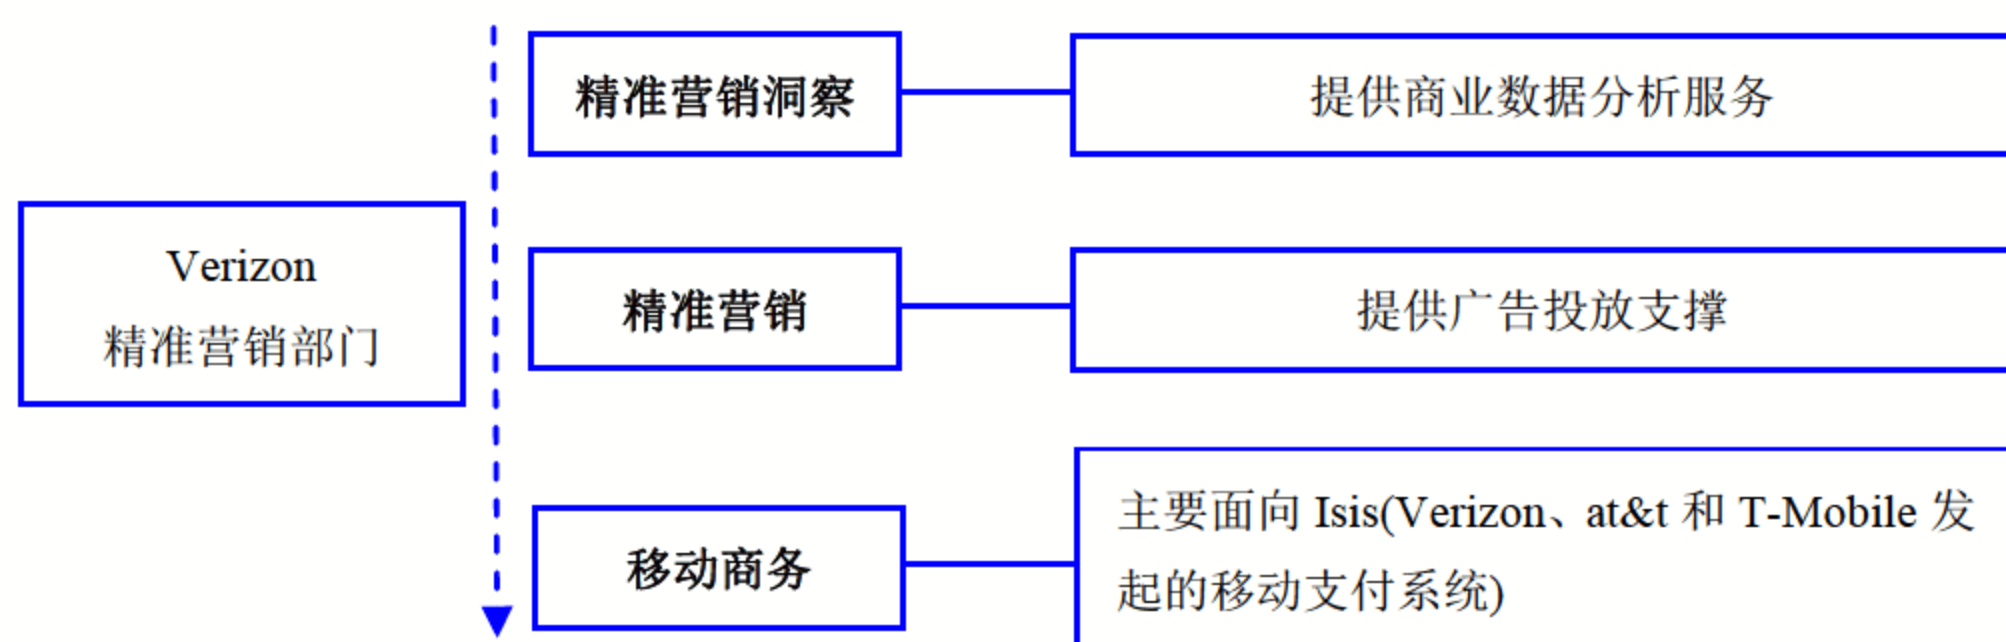 精准营销洞察
提供商业数据分析服务
Verizon
精准营销部门
精准营销
提供广告投放支撑
移动商务
主要面向 Isis(Verizon、at&t 和 T-Mobile 发
起的移动支付系统)